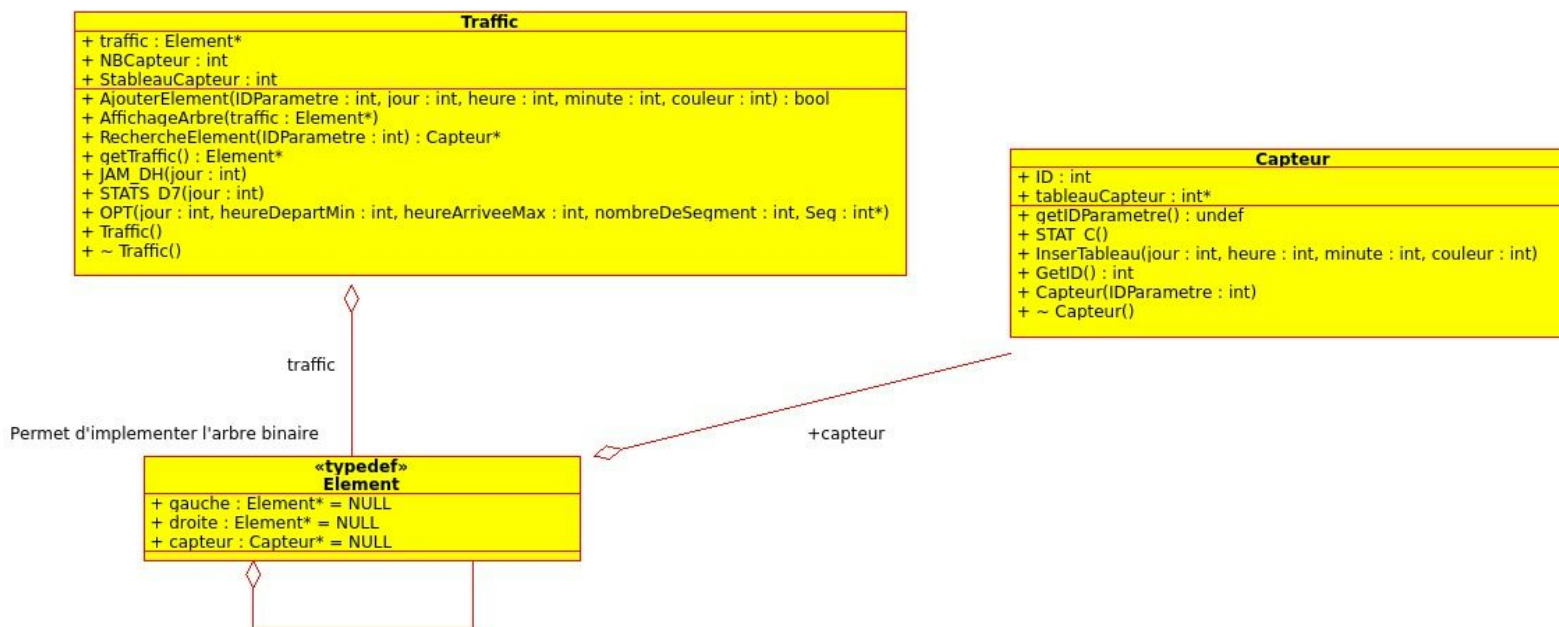 Traffic
+ traffic : Element*
+ NBCapteur : int
+ StableauCapteur : int
+ AjouterElement(IDParametre : int, jour : int, heure : int, minute : int, couleur : int) : bool
+ AffichageArbre(traffic : Element*)
+ RechercheElement(IDParametre : int) : Capteur*
+ getTraffic() : Element*
+ JAM_DH(jour : int)
+ STATS_D7(jour : int)
+ OPT(jour : int, heureDepartMin : int, heureArriveeMax : int, nombreDeSegment : int, Seg : int*)
+ Traffic()
+ ~ Traffic()
Capteur
+ ID : int
+ tableauCapteur : int*
+ getIDParametre() : undef
+ STAT_C()
+ InserTableau(jour : int, heure : int, minute : int, couleur : int)
+ GetID() : int
+ Capteur(IDParametre : int)
+ ~ Capteur()
traffic
+capteur
Permet d'implementer l'arbre binaire
«typedef»
Element
+ gauche : Element* = NULL
+ droite : Element* = NULL
+ capteur : Capteur* = NULL